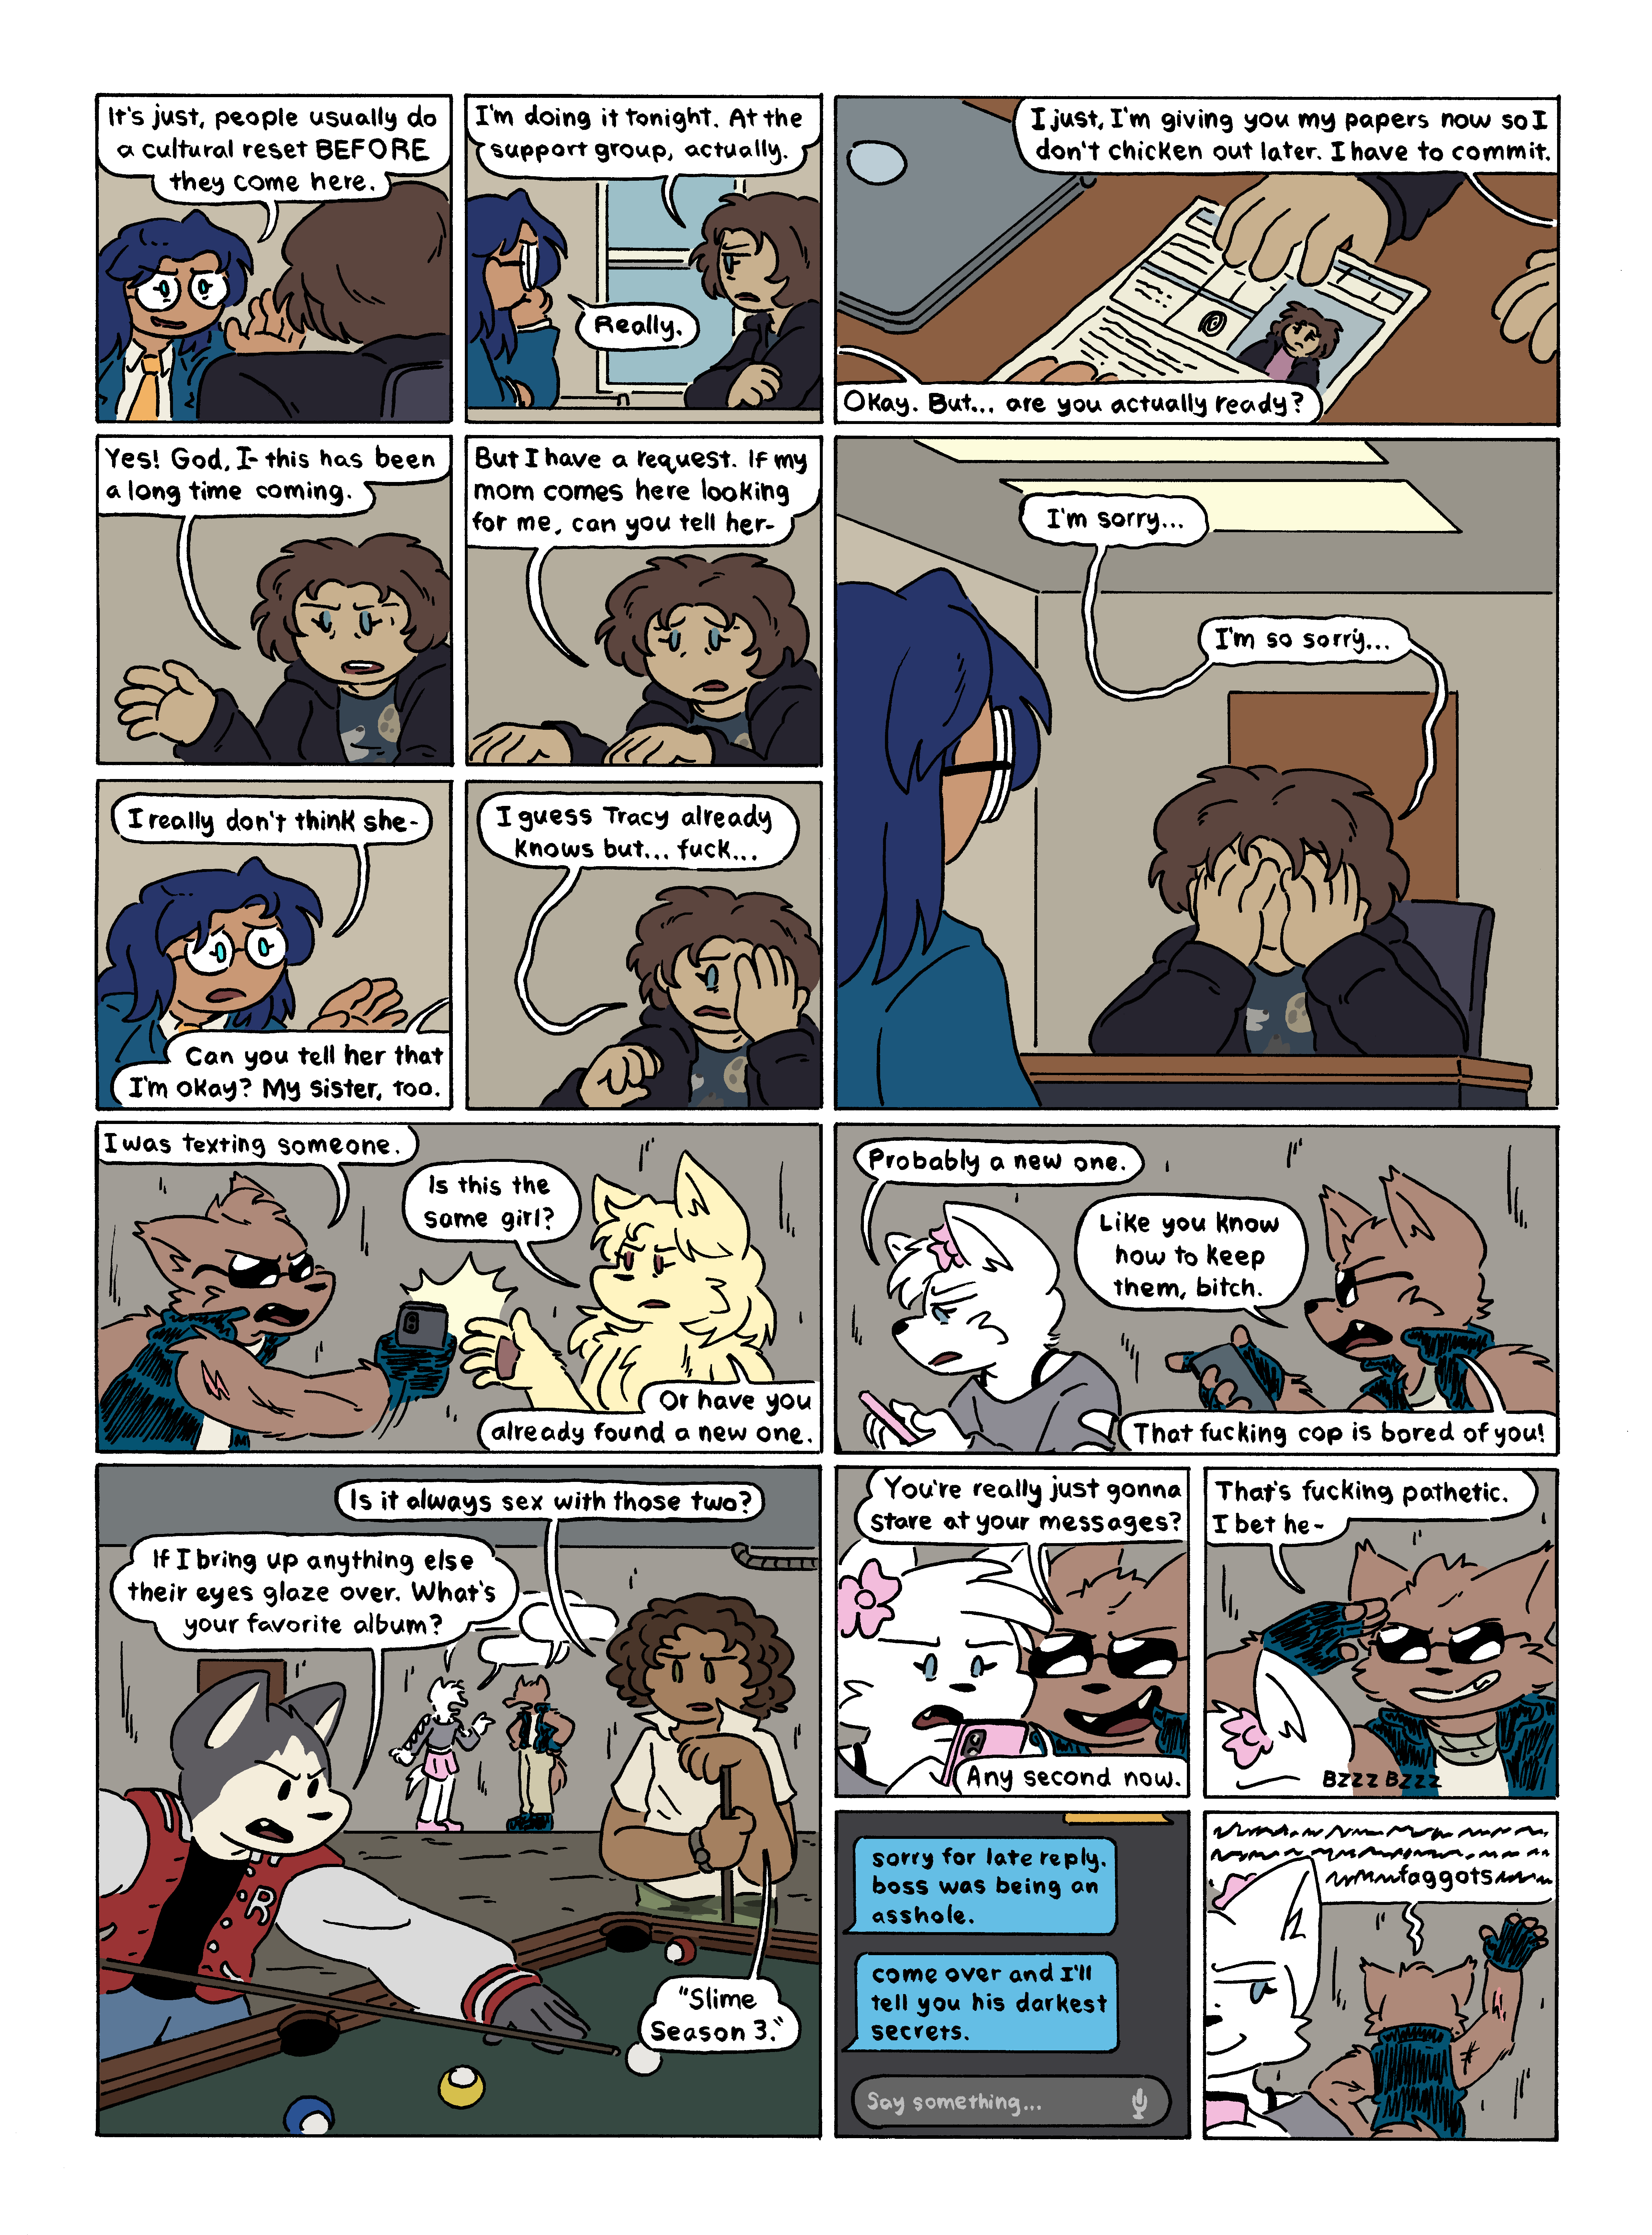 It's just, people usually do
a cultural reset BEFORE
they come here.
I'm doing it tonight. At the
support group, actually.
Really.
I just, I'm giving you my papers now so I
don't chicken out later. I have to commit.
Okay. But... are you actually ready?
Yes! God, I- this has been
a long time coming.
But I have a request. If my
mom comes here looking
for me, can you tell her-
I really don't think she-
Can you tell her that
I'm okay? My sister, too.
I guess Tracy already
knows but... fuck...
I'm sorry...
I'm so sorry...
I was texting someone.
Is this the
same girl?
Or have you
already found a new one.
Probably a new one.
Like you know
how to keep
them, bitch.
That fucking cop is bored of you!
Is it always sex with those two?
If I bring up anything else
their eyes glaze over. What's
your favorite album?
R
"Slime
Season 3."
You're really just gonna
stare at your messages?
Any second now.
That's fucking pathetic.
I bet he-
BZZZ BZZZ
sorry for late reply.
boss was being an
asshole.
come over and I'll
tell you his darkest
secrets.
Say something...
faggots